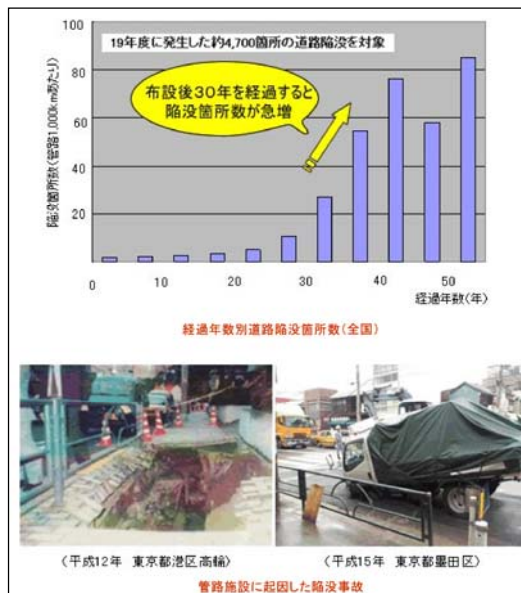 100
19年度に発生した約4,700箇所の道路陥没を対象
80
布設後30年を経過すると
陥没箇所数が急増
60
40
20
陥没箇所数(管路1,000kmあたり)
0 10 20 30 40 50
経過年数(年)
経過年数別道路陥没箇所数(全国)
(平成12年 東京都港区高輪) (平成15年 東京都墨田区)
管路施設に起因した陥没事故